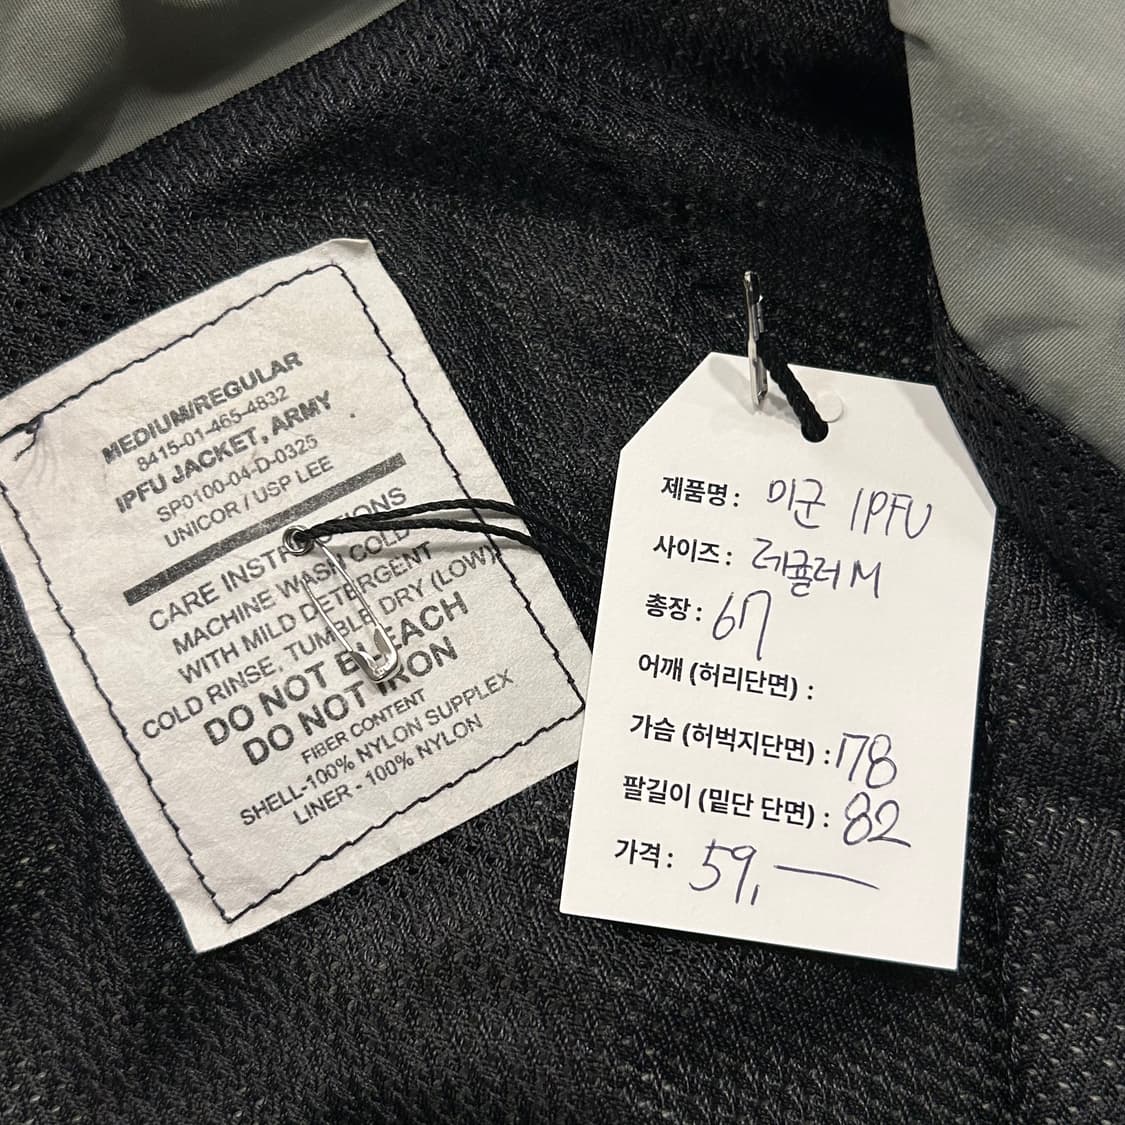 MEDIUM/REGULAR
8415-01-465-4832
IPFU JACKET, ARMY
SP0100-04-D-0325
UNICOR / USP LEE
CARE INSTRUCTIONS
MACHINE WASH COLD
WITH MILD DETERGENT
COLD RINSE, TUMBLE DRY (LOW)
DO NOT BLEACH
DO NOT IRON
FIBER CONTENT
SHELL-100% NYLON SUPPLEX
LINER - 100% NYLON
제품명 : 미군 IPFU
사이즈 : 레귤러 M
총장 : 67
어깨 (허리단면) :
가슴 (허벅지단면) : 78
팔길이 (밑단 단면) : 82
가격 : 59,—